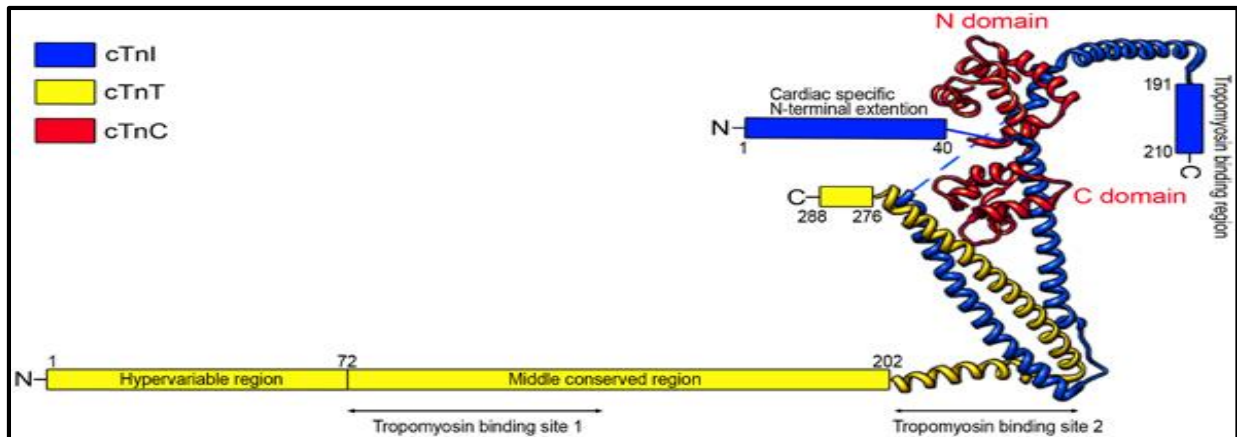 N domain
cTnI
cTnT
cTnC
Cardiac specific
N-terminal extention
N
1
40
191
210
C
Tropomyosin binding region
C
288
276
C domain
1
72
202
N
Hypervariable region
Middle conserved region
Tropomyosin binding site 1
Tropomyosin binding site 2